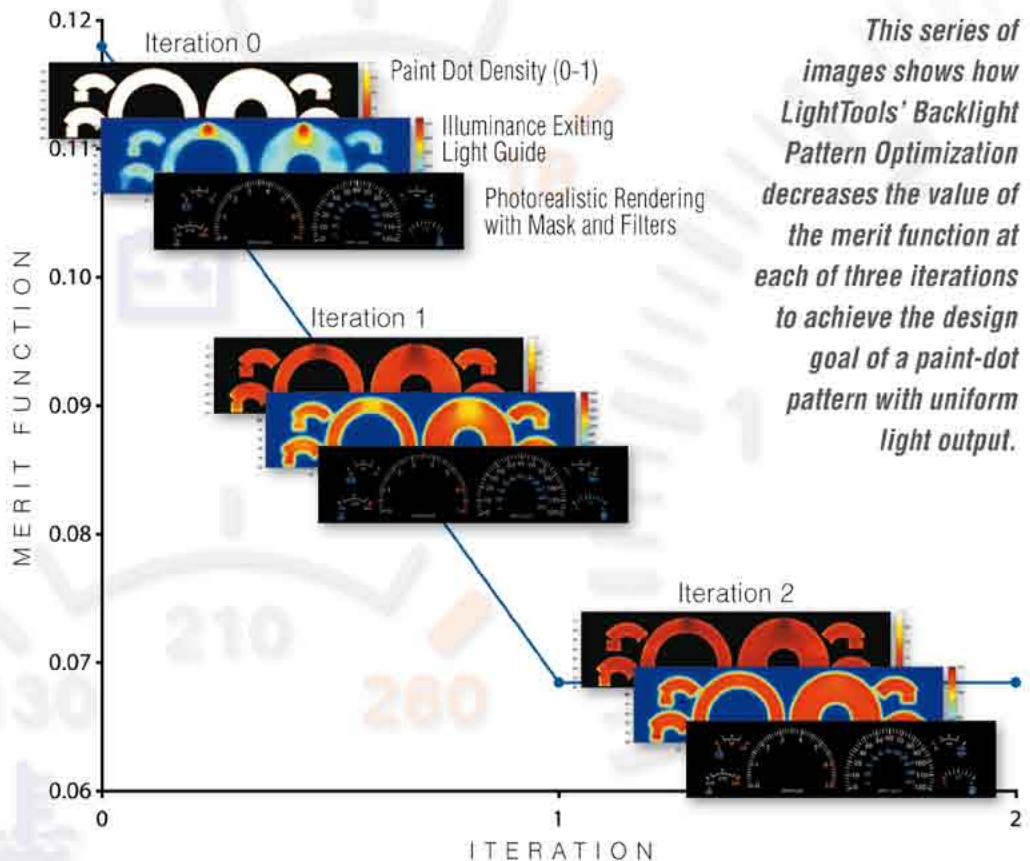 0.12
0.11
0.10
0.09
0.08
0.07
0.06
MERIT FUNCTION
0
1
2
ITERATION
Iteration 0
Paint Dot Density (0-1)
Illuminance Exiting
Light Guide
Photorealistic Rendering
with Mask and Filters
Iteration 1
Iteration 2
This series of
images shows how
LightTools' Backlight
Pattern Optimization
decreases the value of
the merit function at
each of three iterations
to achieve the design
goal of a paint-dot
pattern with uniform
light output.
210
260